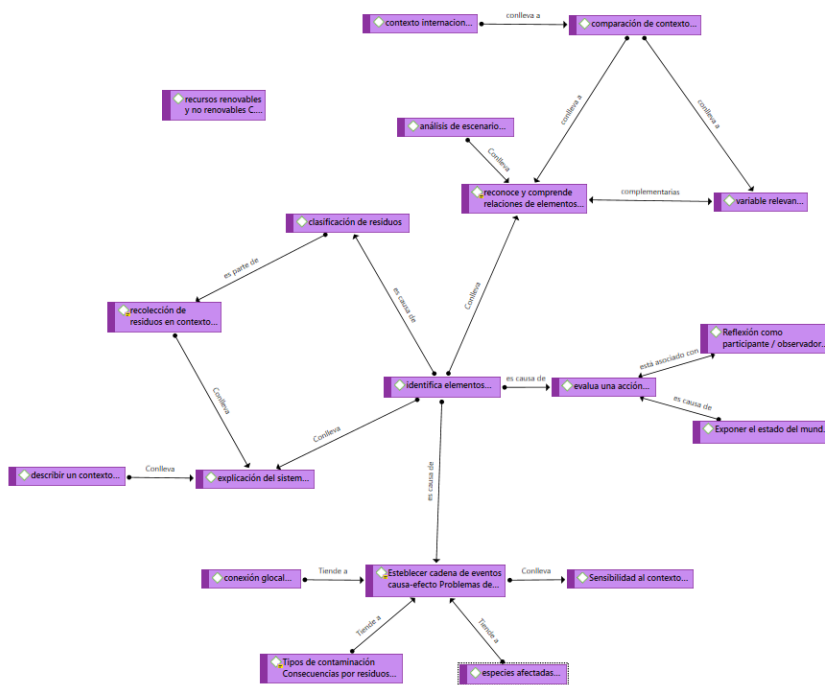 conlleva a
contexto internacion...
comparación de contexto...
recursos renovables
y no renovables C....
conlleva a
conlleva a
análisis de escenario...
Conlleva
reconoce y comprende
relaciones de elementos...
complementarias
variable relevan...
clasificación de residuos
es parte de
Conlleva
es causa de
recolección de
residuos en contexto...
Reflexión como
participante / observador...
está asociado con
identifica elementos...
es causa de
evalua una acción...
es causa de
Exponer el estado del mund...
Conlleva
Conlleva
describir un contexto...
Conlleva
explicación del sistem...
es causa de
conexión glocal...
Tiende a
Esteblecer cadena de eventos
causa-efecto Problemas de...
Conlleva
Sensibilidad al contexto...
Tiende a
Tiende a
Tipos de contaminación
Consecuencias por residuos...
especies afectadas...